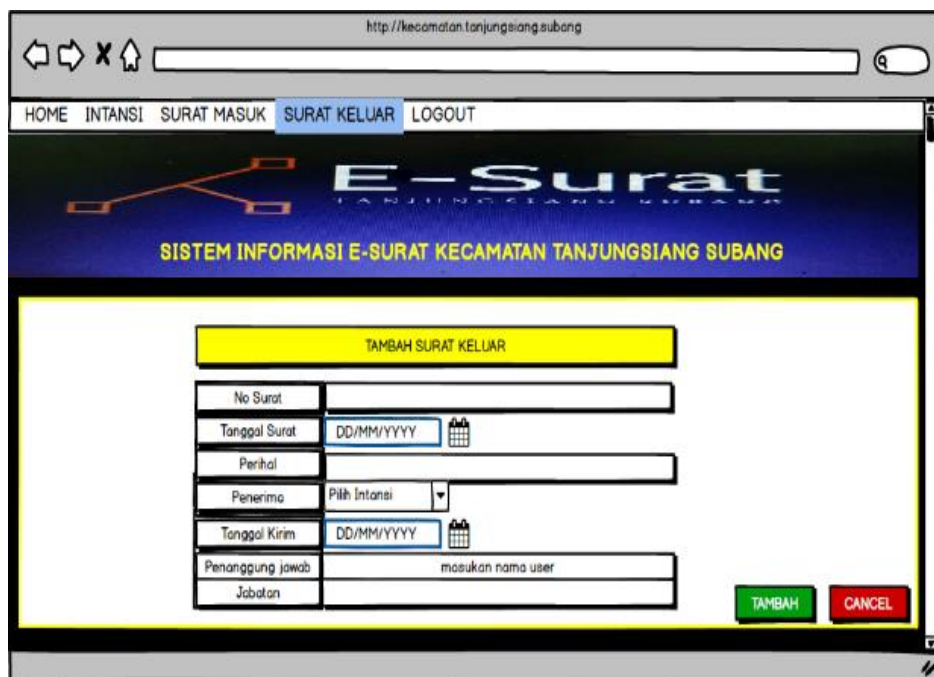 http://kecamatan.tanjungsiang.subang
HOME INTANSI SURAT MASUK SURAT KELUAR LOGOUT
E-Surat
TANJUNGSIANG SUBANG
SISTEM INFORMASI E-SURAT KECAMATAN TANJUNGSIANG SUBANG
TAMBAH SURAT KELUAR
No Surat
Tanggal Surat DD/MM/YYYY
Perihal
Penerima Pilih Intansi
Tanggal Kirim DD/MM/YYYY
Penanggung jawab masukan nama user
Jabatan
TAMBAH CANCEL